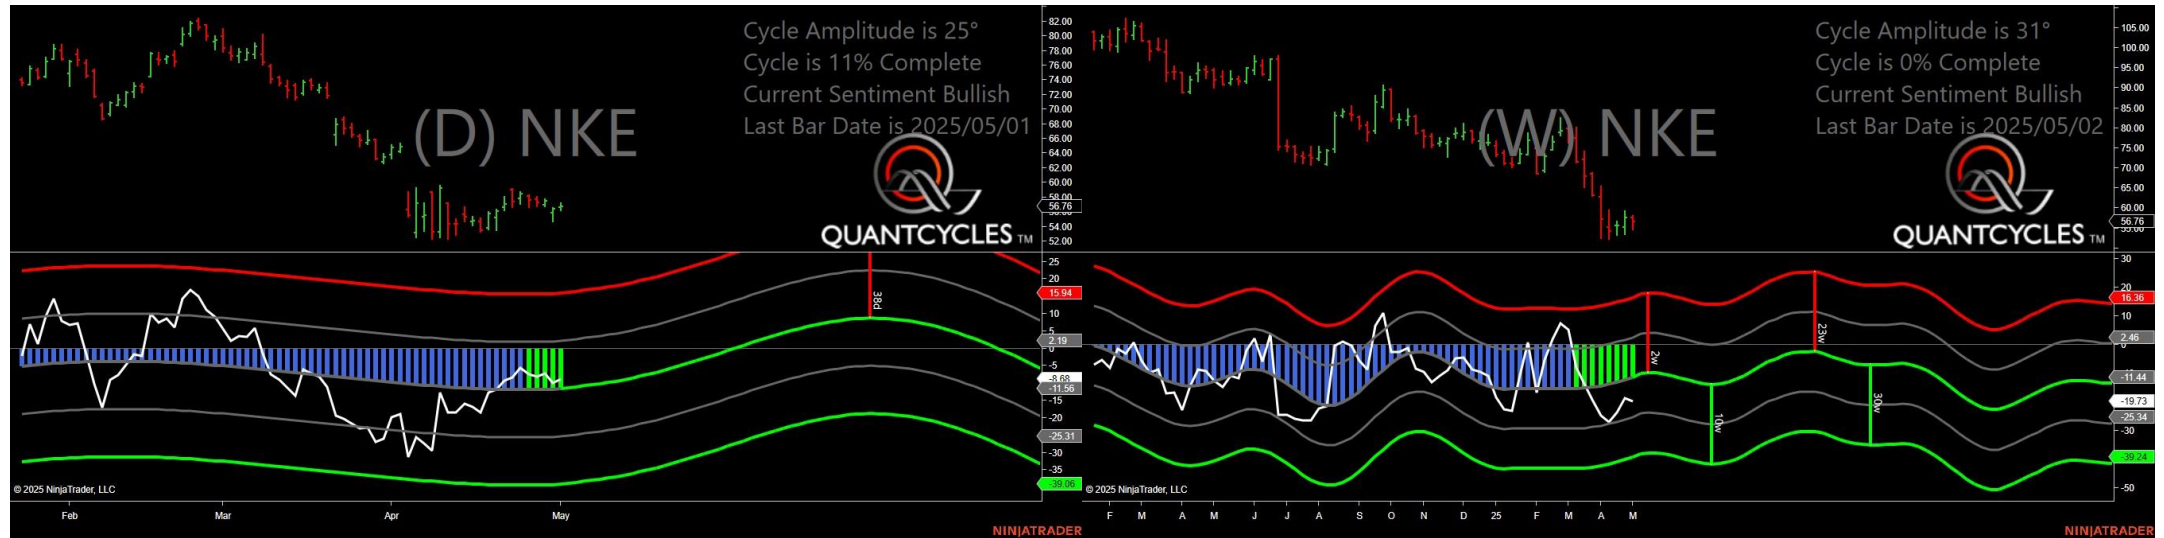 Cycle Amplitude is 25°
Cycle is 11% Complete
Current Sentiment Bullish
Last Bar Date is 2025/05/01
(D) NKE
QUANTCYCLES TM
82.00
80.00
78.00
76.00
74.00
72.00
70.00
68.00
66.00
64.00
62.00
60.00
58.00
56.76
54.00
52.00
38d
25
20
15.94
10
5
2.19
0
-8.68
-11.56
-15
-20
-25.31
-30
-35
-39.06
© 2025 NinjaTrader, LLC
Feb
Mar
Apr
May
NINJATRADER
Cycle Amplitude is 31°
Cycle is 0% Complete
Current Sentiment Bullish
Last Bar Date is 2025/05/02
(W) NKE
QUANTCYCLES TM
105.00
100.00
95.00
90.00
85.00
80.00
75.00
70.00
65.00
60.00
56.76
2w
10w
23w
30w
30
20
16.36
10
2.46
0
-11.44
-19.73
-25.34
-30
-39.24
-50
© 2025 NinjaTrader, LLC
F
M
A
M
J
J
A
S
O
N
D
25
F
M
A
M
NINJATRADER